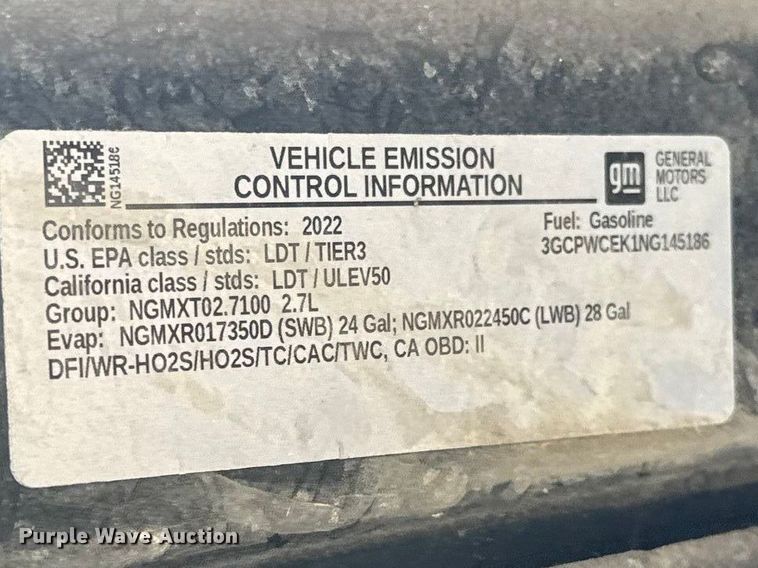 NG145186
VEHICLE EMISSION
CONTROL INFORMATION
gm
GENERAL
MOTORS
LLC
Conforms to Regulations: 2022
Fuel: Gasoline
U.S. EPA class / stds: LDT / TIER3
3GCPWCEK1NG145186
California class / stds: LDT / ULEV50
Group: NGMXT02.7100 2.7L
Evap: NGMXR017350D (SWB) 24 Gal; NGMXR022450C (LWB) 28 Gal
DFI/WR-HO2S/HO2S/TC/CAC/TWC, CA OBD: II
Purple Wave Auction